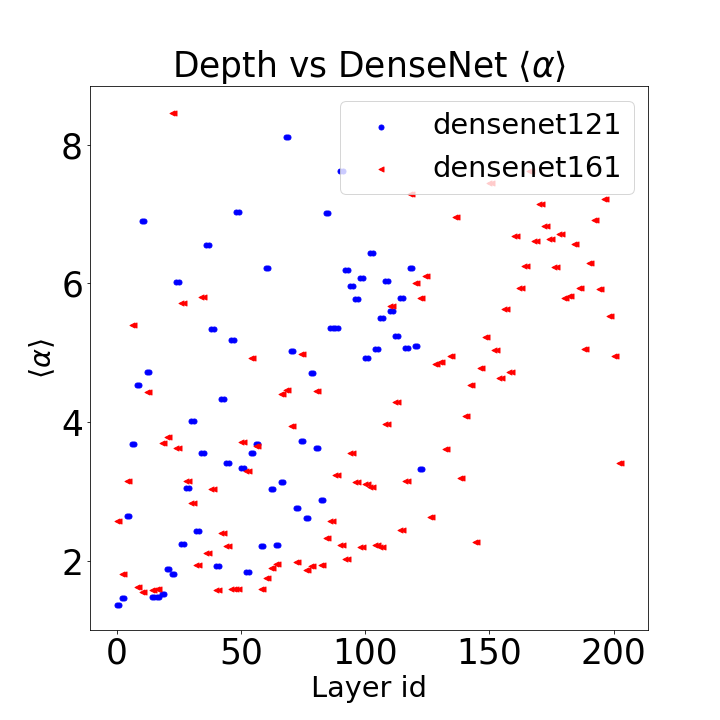 Depth vs DenseNet ⟨α⟩
densenet121
densenet161
8
6
4
2
⟨α⟩
0 50 100 150 200
Layer id